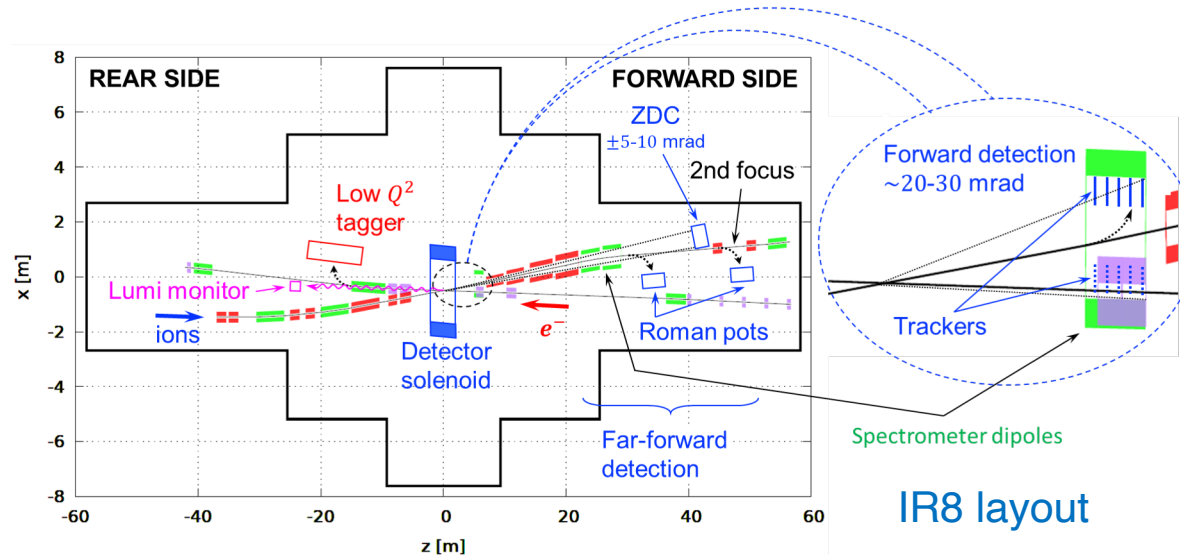 REAR SIDE
FORWARD SIDE
ZDC
±5-10 mrad
2nd focus
Low Q²
tagger
Lumi monitor
ions
Detector
solenoid
e⁻
Roman pots
Far-forward
detection
Forward detection
~20-30 mrad
Trackers
Spectrometer dipoles
IR8 layout
x [m]
8
6
4
2
0
-2
-4
-6
-8
-60
-40
-20
0
20
40
60
z [m]